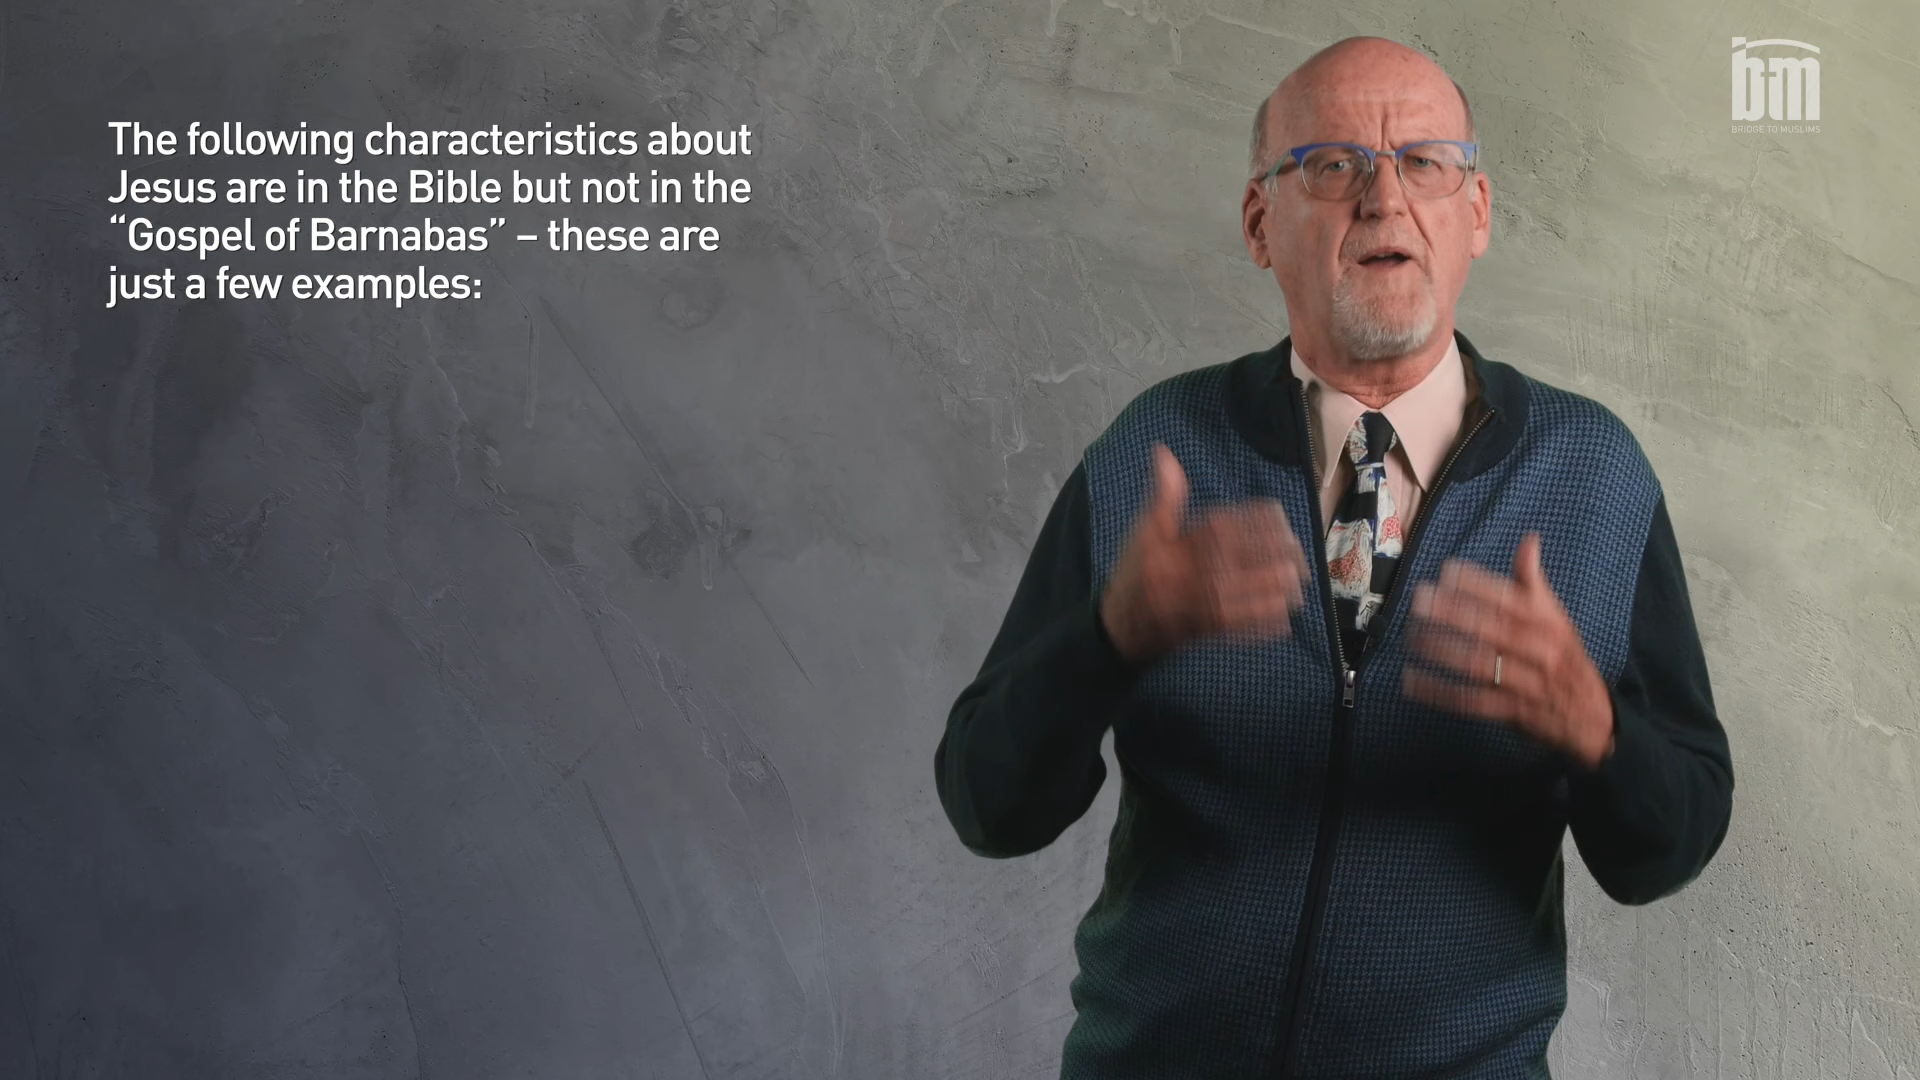 The following characteristics about
Jesus are in the Bible but not in the
“Gospel of Barnabas” – these are
just a few examples:
bm
BRIDGE TO MUSLIMS